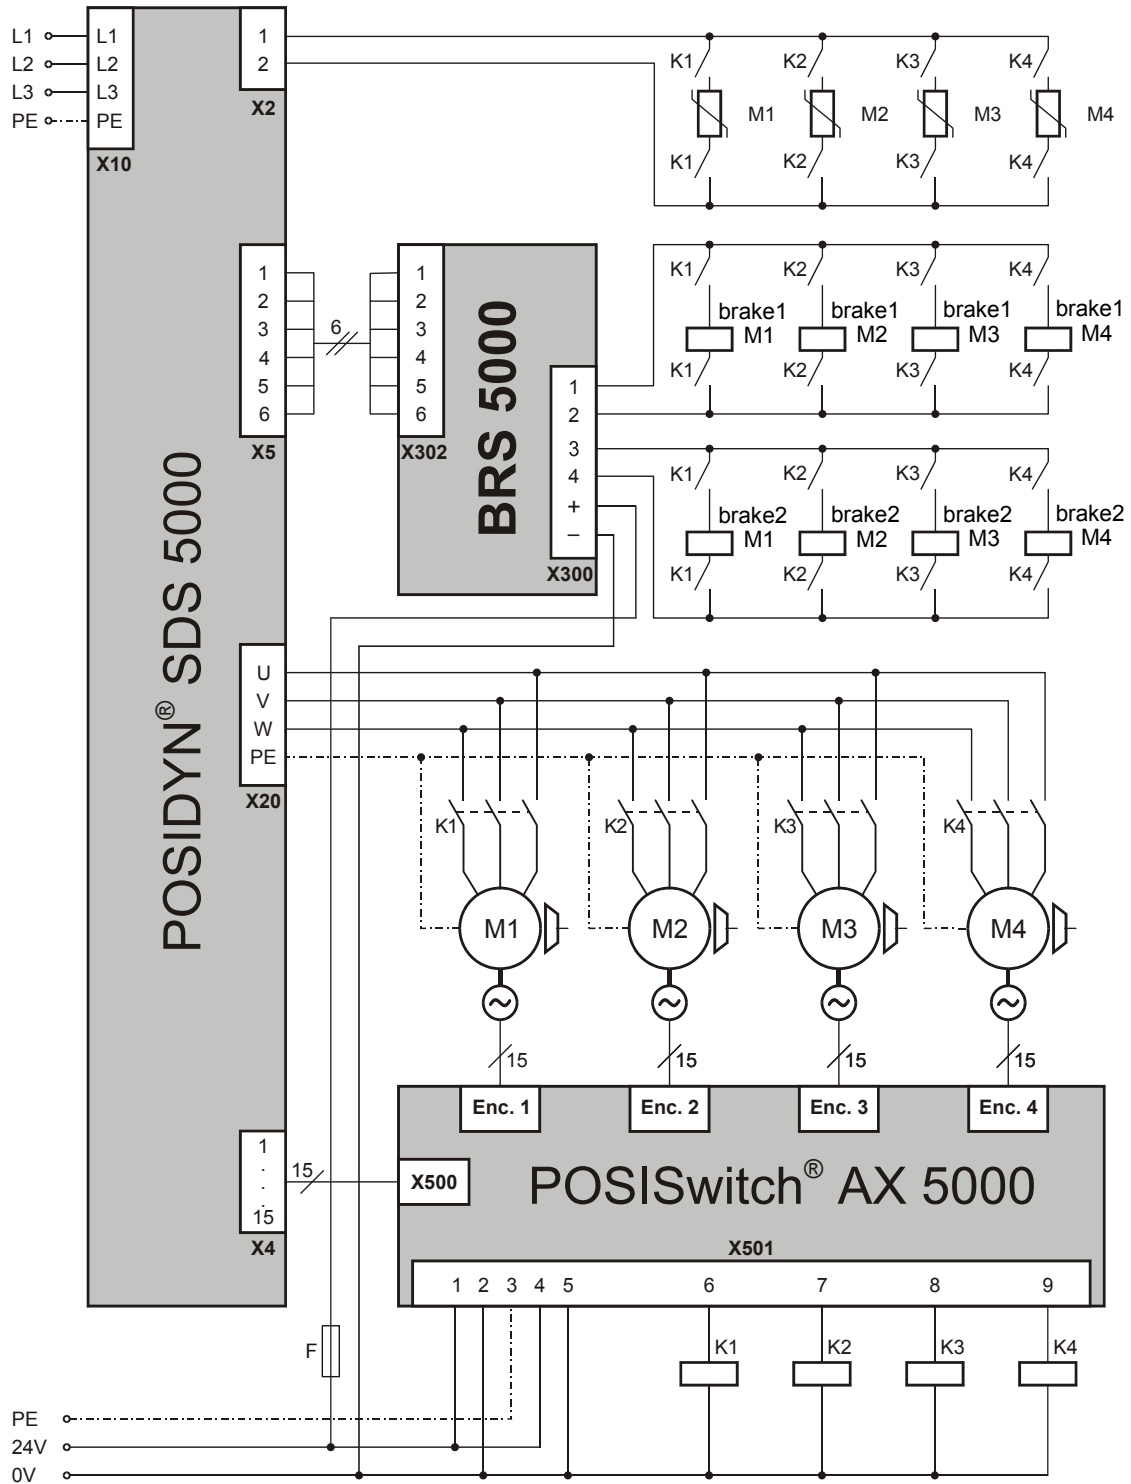 L1 L1 1
L2 L2 2
L3 L3 X2
PE PE
X10
K1 K2 K3 K4
M1 M2 M3 M4
K1 K2 K3 K4
1 1
2 2
3 6 3
4 4
5 5
6 6
X5 X302
BRS 5000
1
2
3
4
+
–
X300
K1 K2 K3 K4
brake1 brake1 brake1 brake1
M1 M2 M3 M4
K1 K2 K3 K4
K1 K2 K3 K4
brake2 brake2 brake2 brake2
M1 M2 M3 M4
K1 K2 K3 K4
POSIDYN® SDS 5000
U
V
W
PE
X20
K1 K2 K3 K4
M1 M2 M3 M4
15 15 15 15
Enc. 1 Enc. 2 Enc. 3 Enc. 4
1
.
.
.
15
X4
15
X500
POSISwitch® AX 5000
X501
1 2 3 4 5 6 7 8 9
F K1 K2 K3 K4
PE
24V
0V